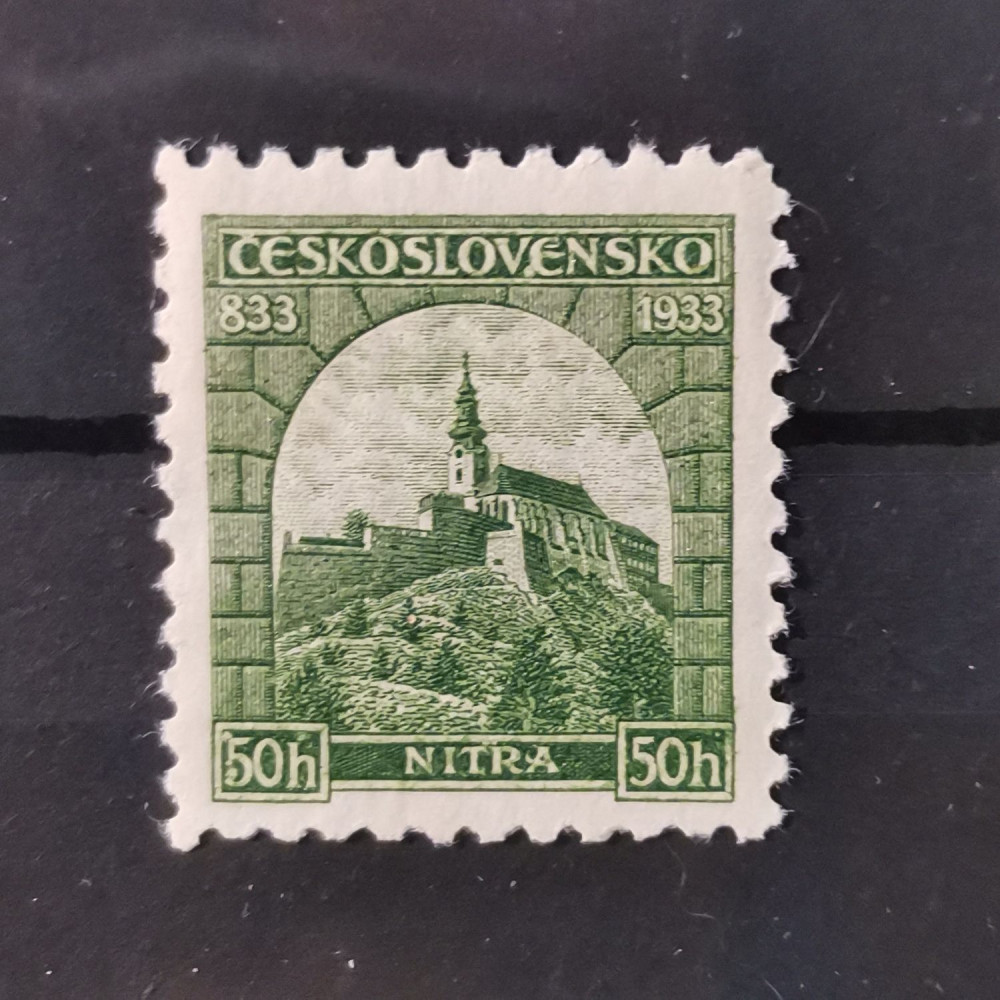 ČESKOSLOVENSKO
833 1933
50h NITRA 50h